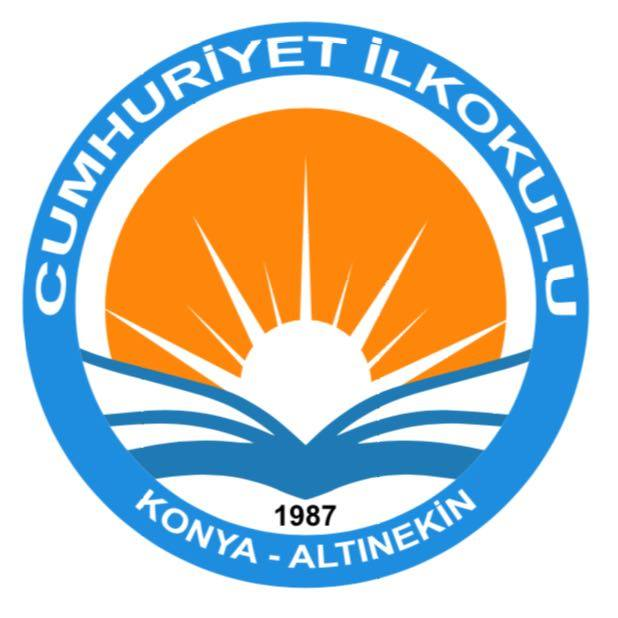 CUMHURİYET İLKOKULU
1987
KONYA - ALTINEKİN